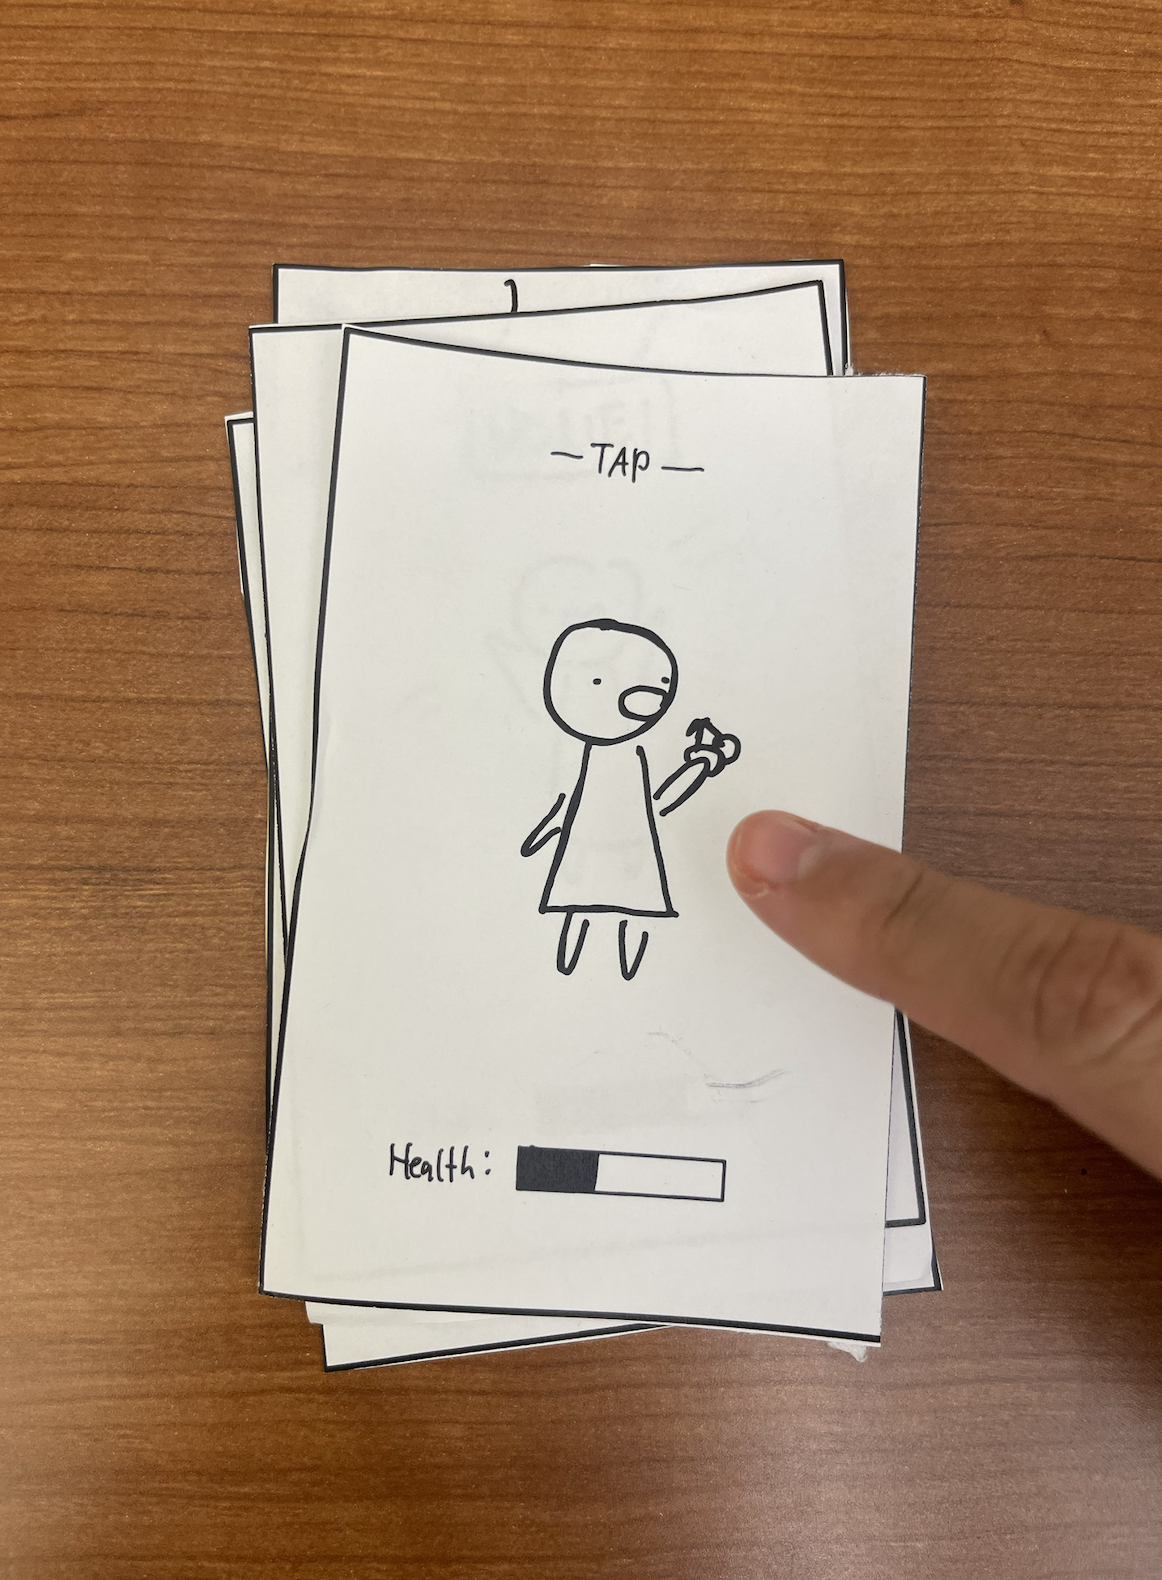 — TAP —
Health: